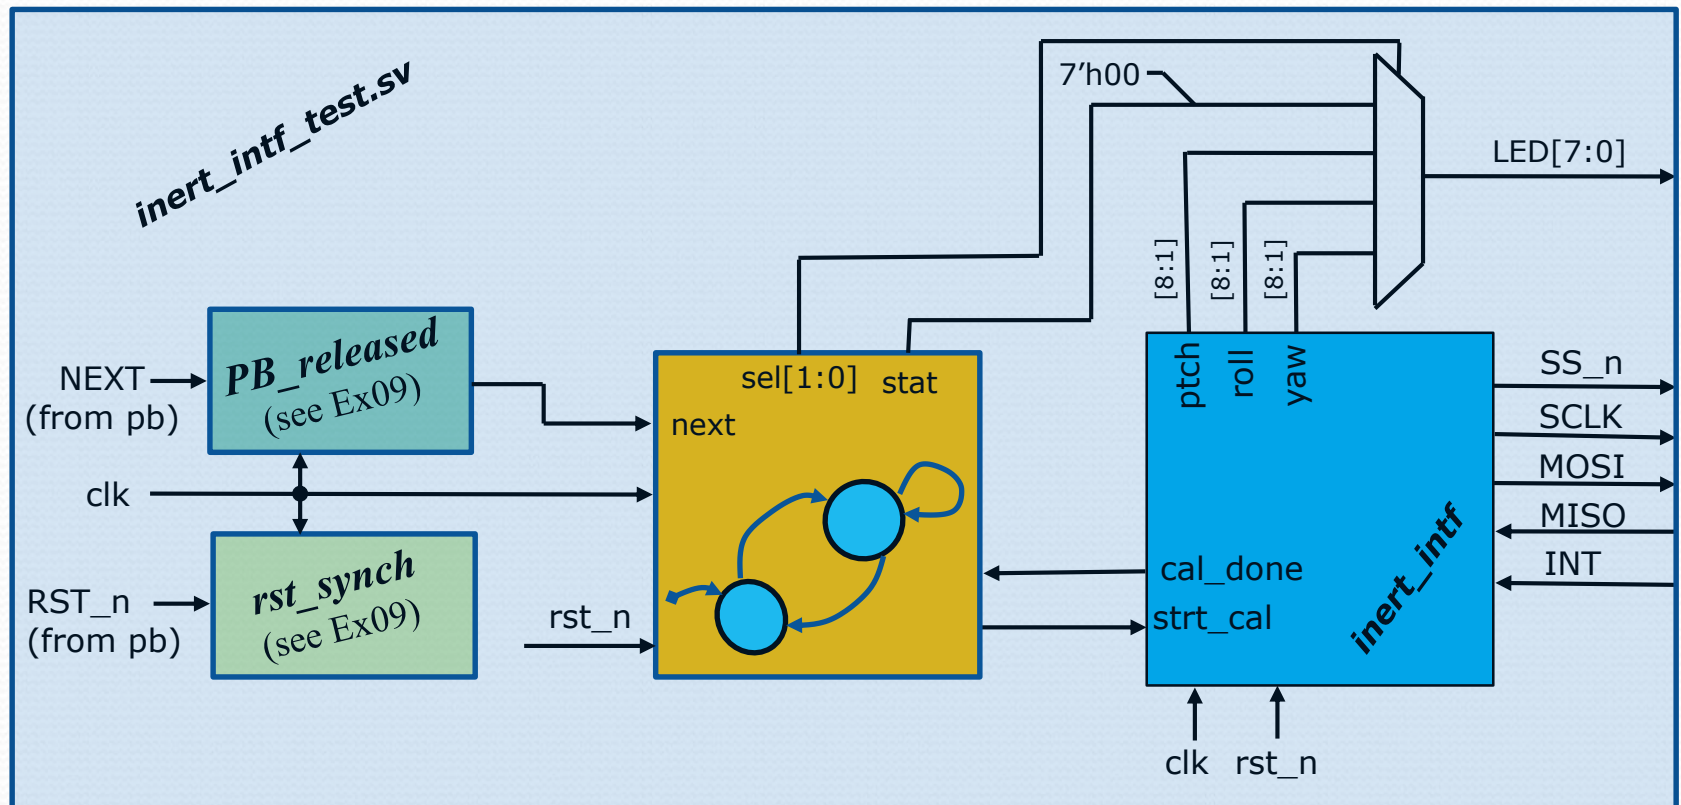 inert_intf_test.sv
7'h00
LED[7:0]
[8:1]
[8:1]
[8:1]
PB_released
(see Ex09)
NEXT
(from pb)
clk
rst_synch
(see Ex09)
RST_n
(from pb)
sel[1:0]
stat
next
rst_n
ptch
roll
yaw
cal_done
strt_cal
inert_intf
SS_n
SCLK
MOSI
MISO
INT
clk
rst_n